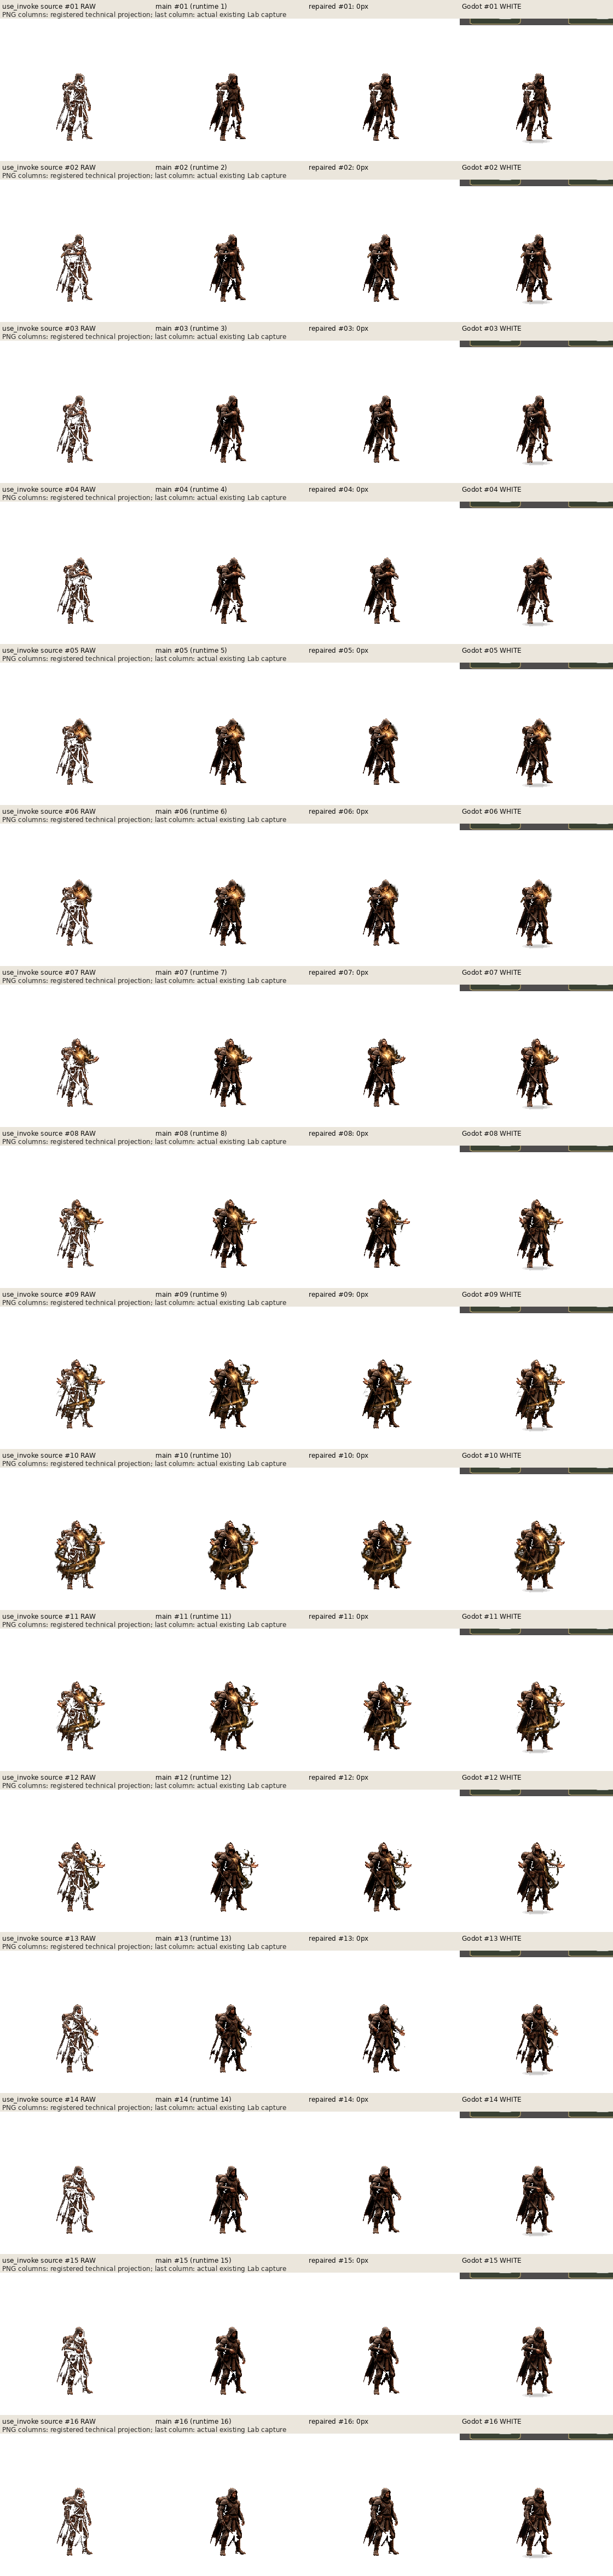 use_invoke source #01 RAW main #01 (runtime 1) repaired #01: 0px Godot #01 WHITE
PNG columns: registered technical projection; last column: actual existing Lab capture
use_invoke source #02 RAW main #02 (runtime 2) repaired #02: 0px Godot #02 WHITE
PNG columns: registered technical projection; last column: actual existing Lab capture
use_invoke source #03 RAW main #03 (runtime 3) repaired #03: 0px Godot #03 WHITE
PNG columns: registered technical projection; last column: actual existing Lab capture
use_invoke source #04 RAW main #04 (runtime 4) repaired #04: 0px Godot #04 WHITE
PNG columns: registered technical projection; last column: actual existing Lab capture
use_invoke source #05 RAW main #05 (runtime 5) repaired #05: 0px Godot #05 WHITE
PNG columns: registered technical projection; last column: actual existing Lab capture
use_invoke source #06 RAW main #06 (runtime 6) repaired #06: 0px Godot #06 WHITE
PNG columns: registered technical projection; last column: actual existing Lab capture
use_invoke source #07 RAW main #07 (runtime 7) repaired #07: 0px Godot #07 WHITE
PNG columns: registered technical projection; last column: actual existing Lab capture
use_invoke source #08 RAW main #08 (runtime 8) repaired #08: 0px Godot #08 WHITE
PNG columns: registered technical projection; last column: actual existing Lab capture
use_invoke source #09 RAW main #09 (runtime 9) repaired #09: 0px Godot #09 WHITE
PNG columns: registered technical projection; last column: actual existing Lab capture
use_invoke source #10 RAW main #10 (runtime 10) repaired #10: 0px Godot #10 WHITE
PNG columns: registered technical projection; last column: actual existing Lab capture
use_invoke source #11 RAW main #11 (runtime 11) repaired #11: 0px Godot #11 WHITE
PNG columns: registered technical projection; last column: actual existing Lab capture
use_invoke source #12 RAW main #12 (runtime 12) repaired #12: 0px Godot #12 WHITE
PNG columns: registered technical projection; last column: actual existing Lab capture
use_invoke source #13 RAW main #13 (runtime 13) repaired #13: 0px Godot #13 WHITE
PNG columns: registered technical projection; last column: actual existing Lab capture
use_invoke source #14 RAW main #14 (runtime 14) repaired #14: 0px Godot #14 WHITE
PNG columns: registered technical projection; last column: actual existing Lab capture
use_invoke source #15 RAW main #15 (runtime 15) repaired #15: 0px Godot #15 WHITE
PNG columns: registered technical projection; last column: actual existing Lab capture
use_invoke source #16 RAW main #16 (runtime 16) repaired #16: 0px Godot #16 WHITE
PNG columns: registered technical projection; last column: actual existing Lab capture